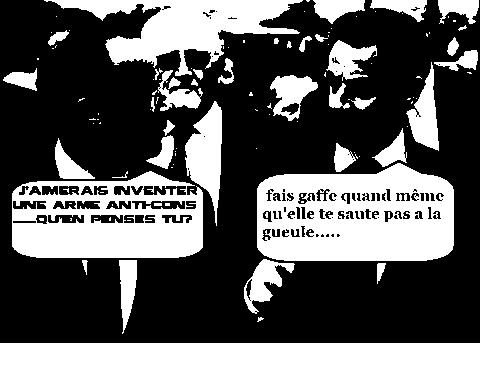 J'AIMERAIS INVENTER
UNE ARME ANTI-CONS
.....QU'EN PENSES TU?
fais gaffe quand même
qu'elle te saute pas a la
gueule.....